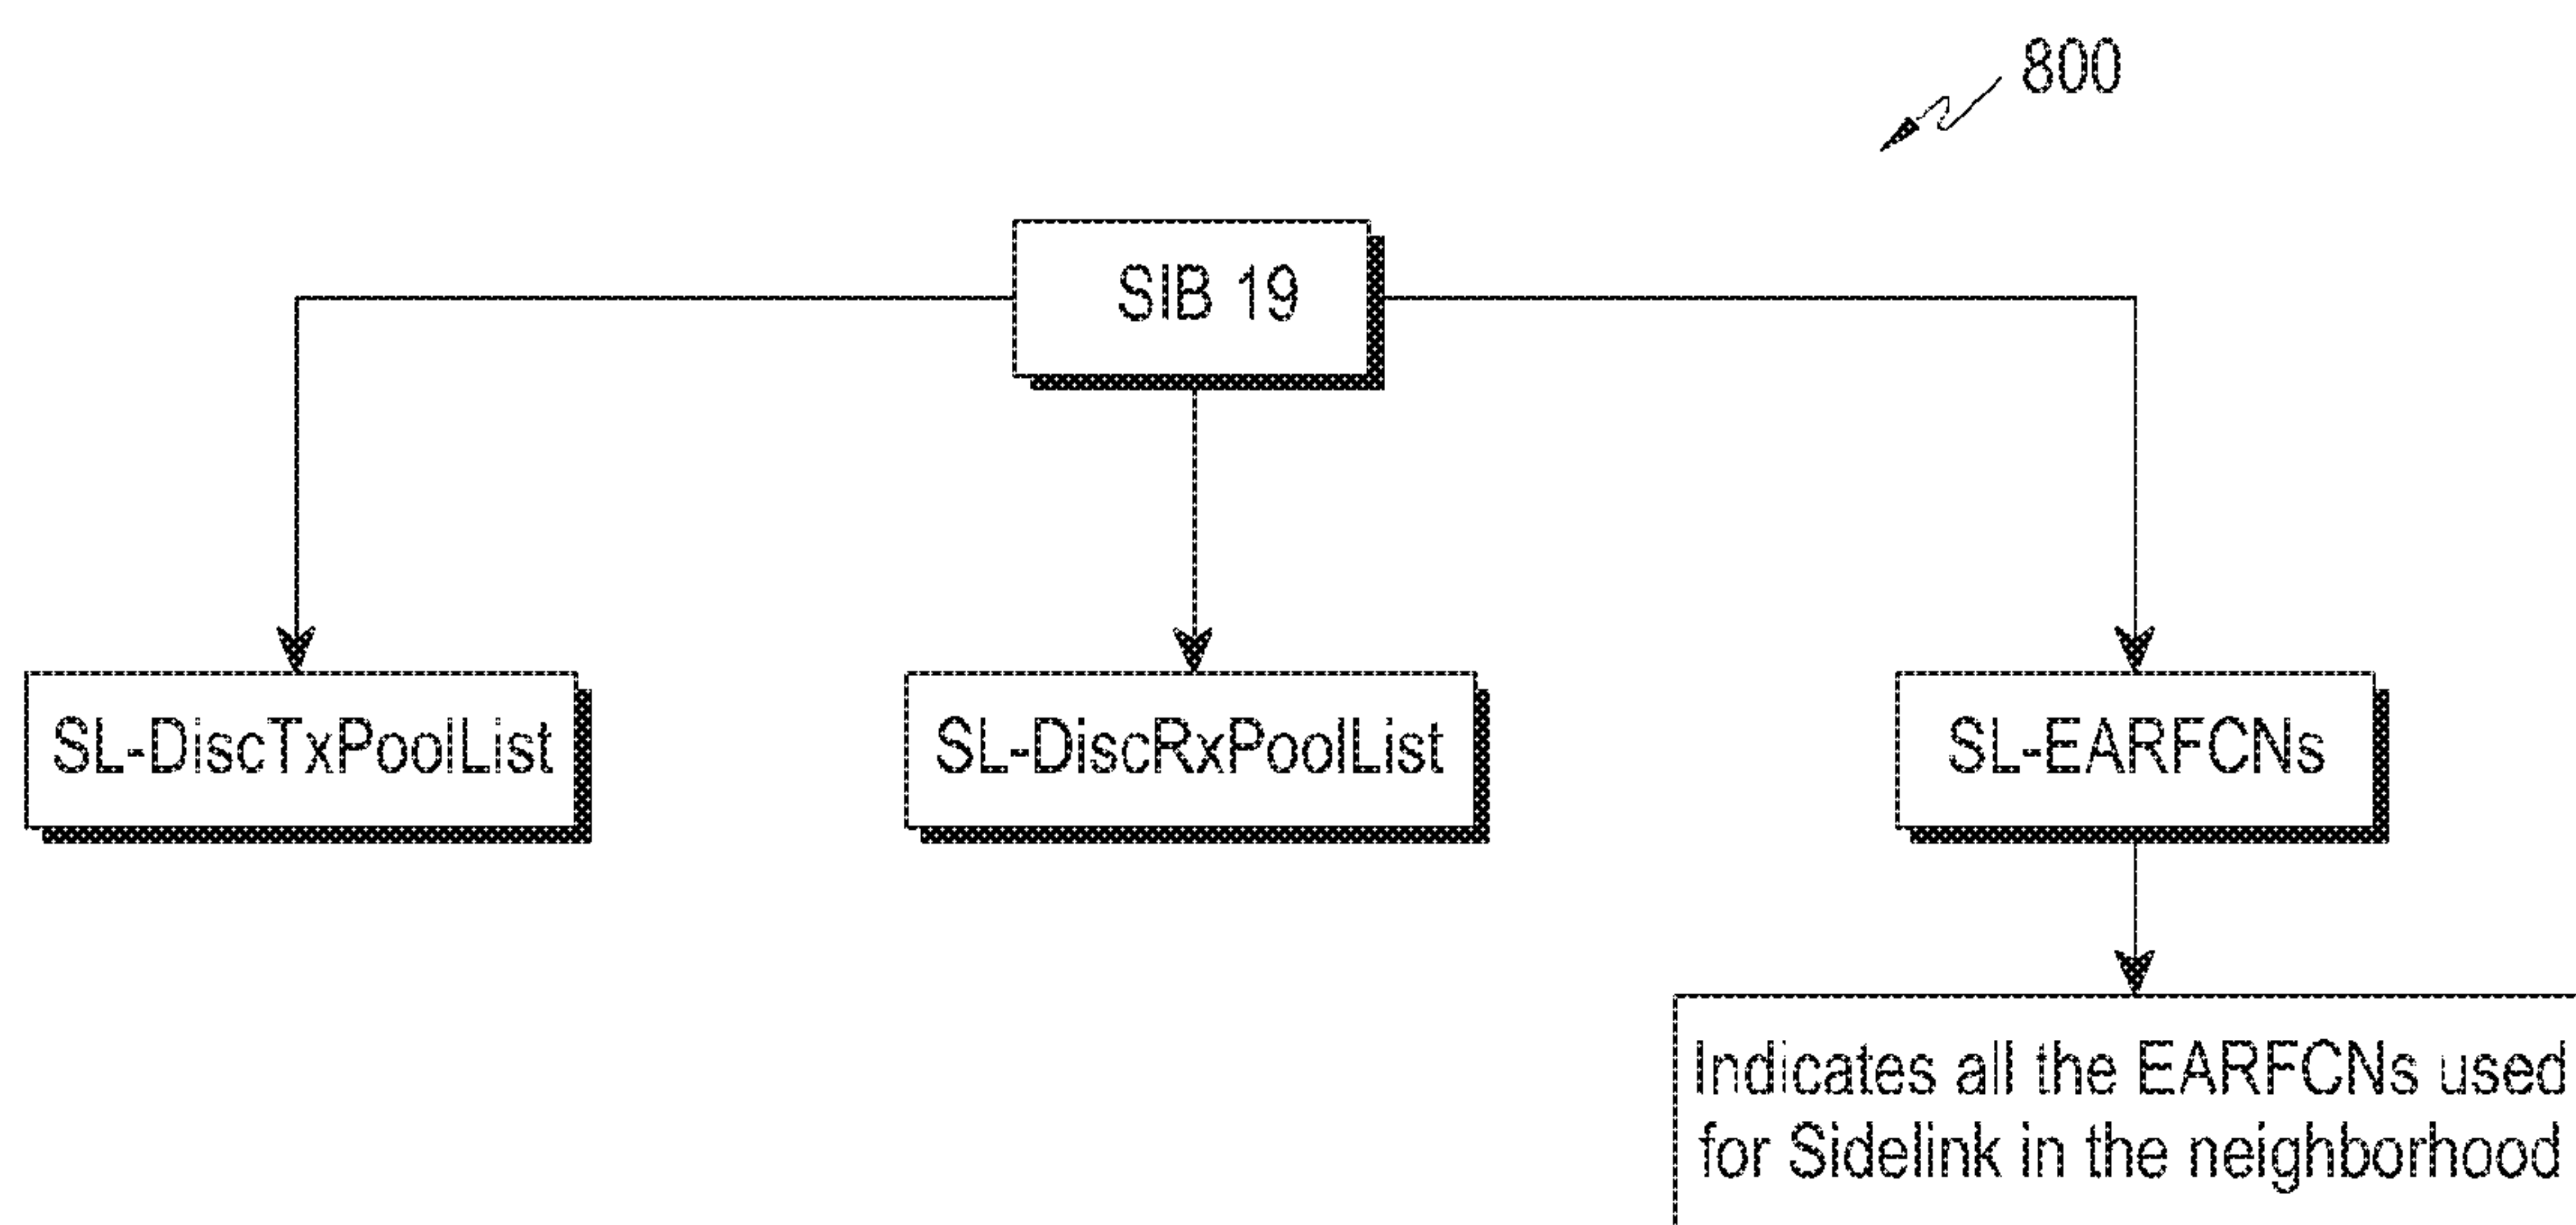 800
SIB 19
SL-DiscTxPoolList
SL-DiscRxPoolList
SL-EARFCNs
Indicates all the EARFCNs used
for Sidelink in the neighborhood